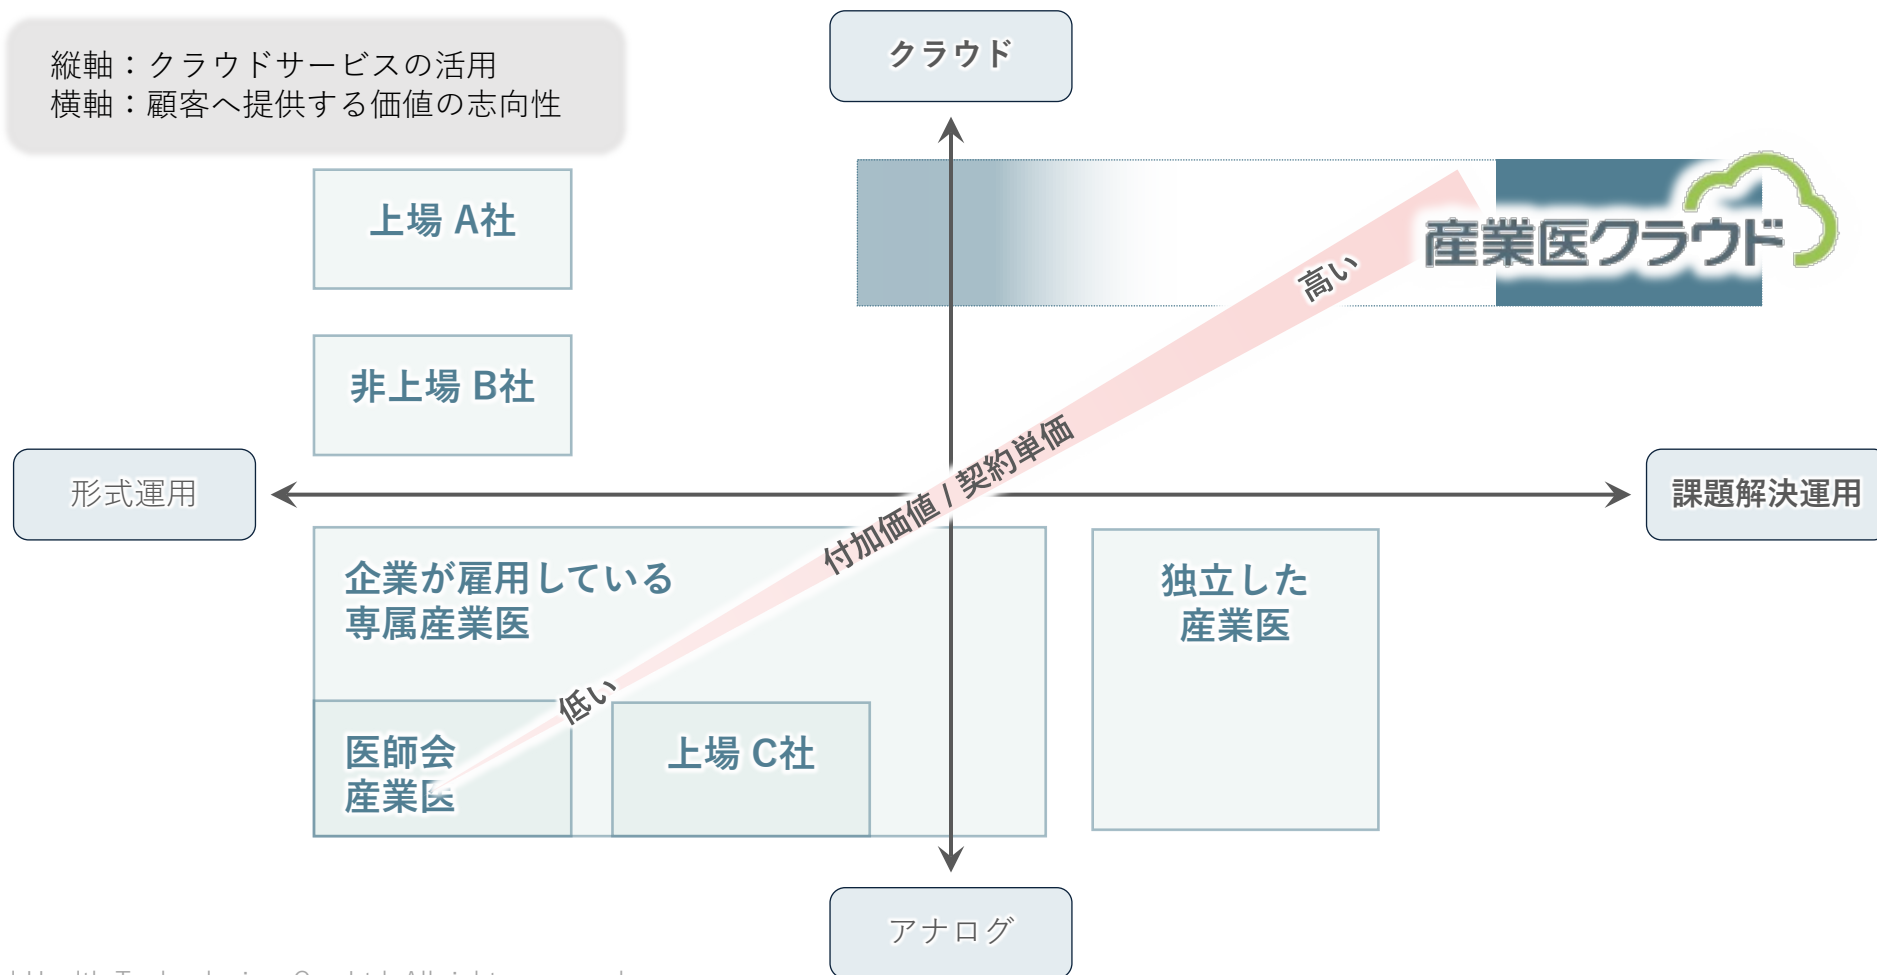 縦軸：クラウドサービスの活用
横軸：顧客へ提供する価値の志向性
クラウド
上場 A社
産業医クラウド
高い
非上場 B社
付加価値 / 契約単価
形式運用
課題解決運用
企業が雇用している
専属産業医
独立した
産業医
低い
医師会
産業医
上場 C社
アナログ